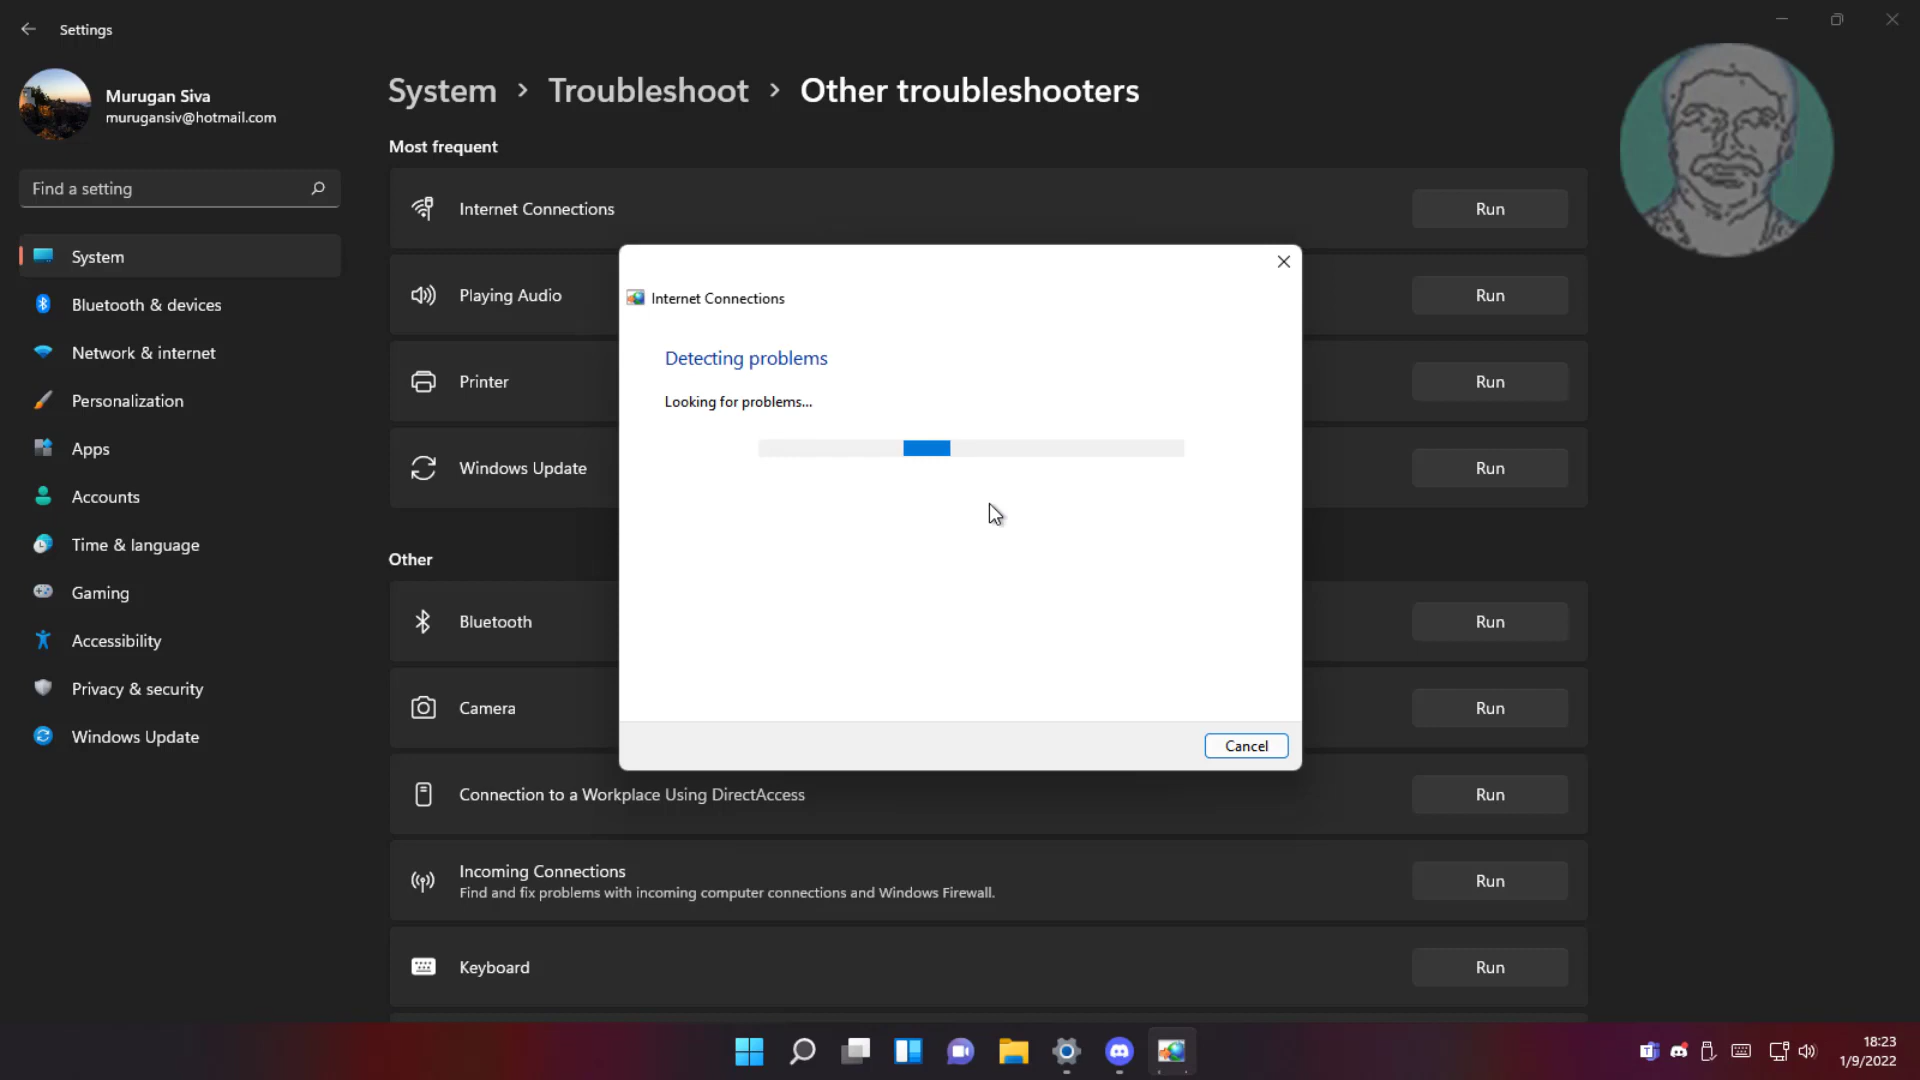 Settings
Murugan Siva
murugansiv@hotmail.com
Find a setting
System
Bluetooth & devices
Network & internet
Personalization
Apps
Accounts
Time & language
Gaming
Accessibility
Privacy & security
Windows Update
System > Troubleshoot > Other troubleshooters
Most frequent
Internet Connections Run
Playing Audio Run
Printer Run
Windows Update Run
Other
Bluetooth Run
Camera Run
Connection to a Workplace Using DirectAccess Run
Incoming Connections
Find and fix problems with incoming computer connections and Windows Firewall.
Run
Keyboard Run
Internet Connections
Detecting problems
Looking for problems...
Cancel
18:23
1/9/2022